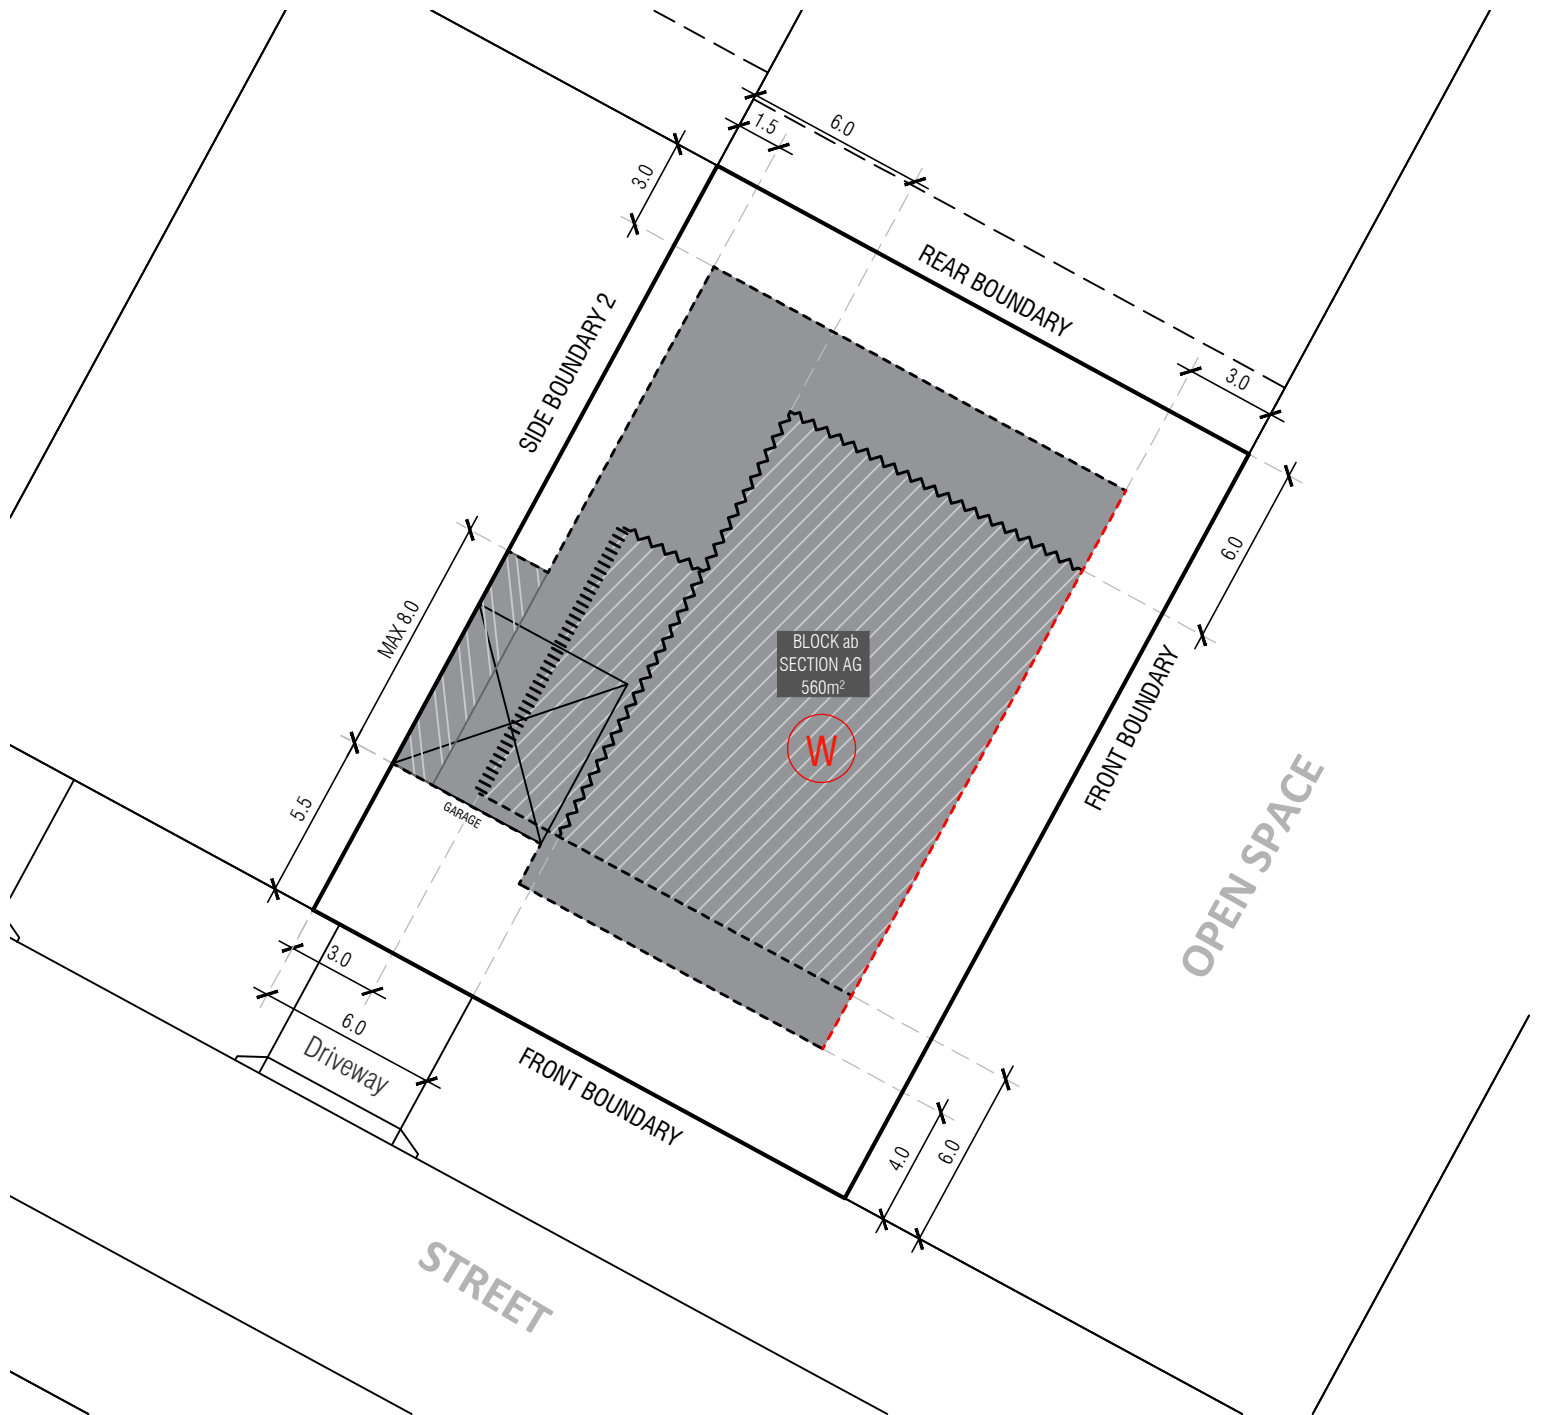 6.0
1.5
3.0
REAR BOUNDARY
3.0
SIDE BOUNDARY 2
6.0
MAX 8.0
BLOCK ab
SECTION AG
560m²
W
FRONT BOUNDARY
5.5
GARAGE
OPEN SPACE
3.0
6.0
Driveway
FRONT BOUNDARY
4.0
6.0
STREET